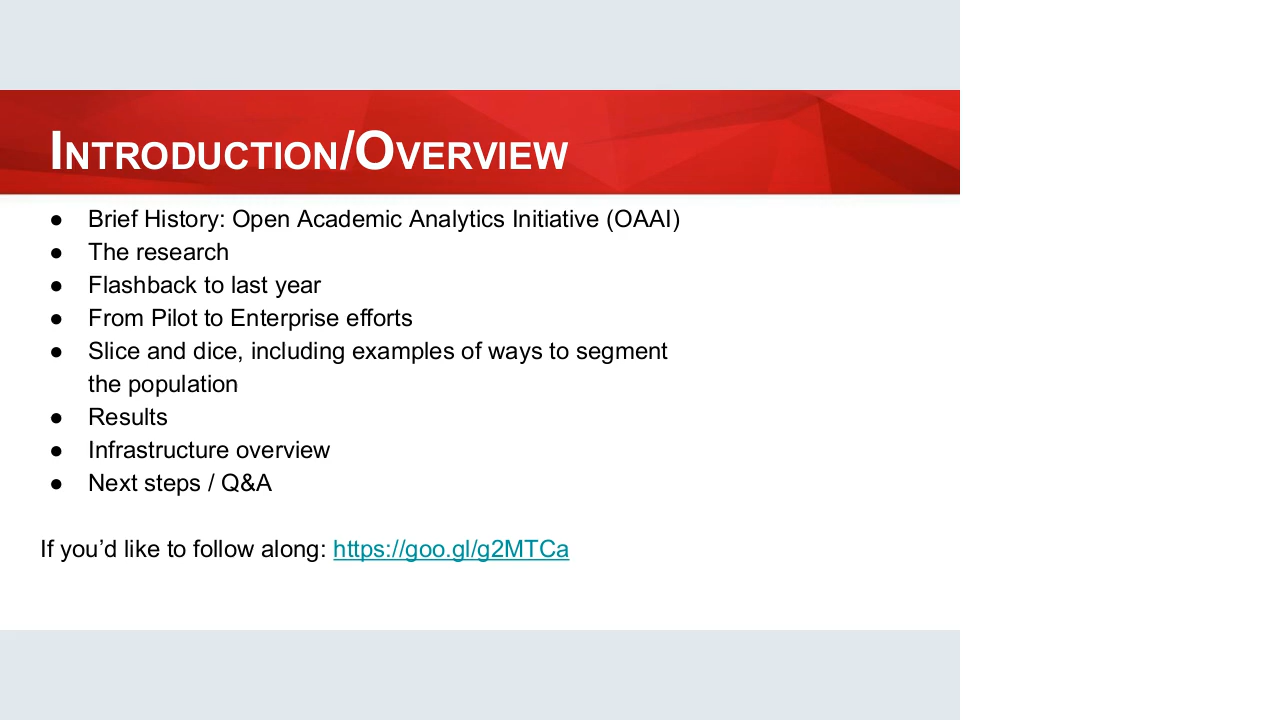 Introduction/Overview
● Brief History: Open Academic Analytics Initiative (OAAI)
● The research
● Flashback to last year
● From Pilot to Enterprise efforts
● Slice and dice, including examples of ways to segment
the population
● Results
● Infrastructure overview
● Next steps / Q&A
If you’d like to follow along: https://goo.gl/g2MTCa